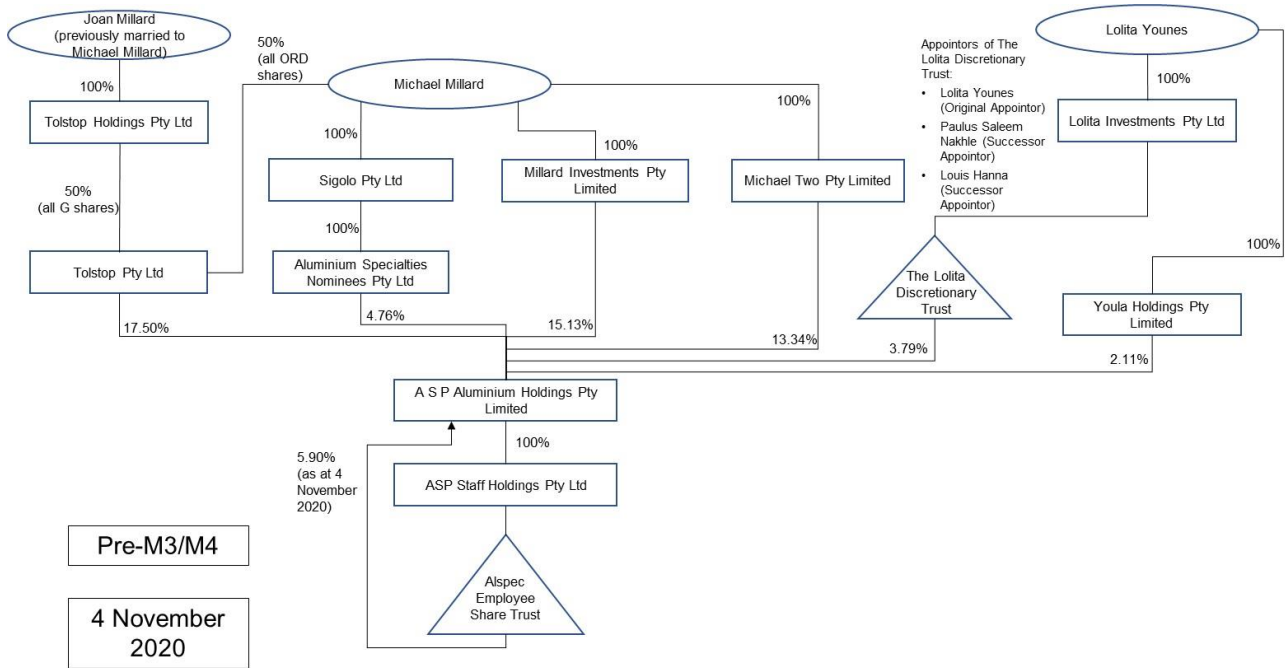 Joan Millard
(previously married to
Michael Millard)
50%
(all ORD
shares)
Michael Millard
Appointors of The
Lolita Discretionary
Trust:
• Lolita Younes
(Original Appointor)
• Paulus Saleem
Nakhle (Successor
Appointor)
• Louis Hanna
(Successor
Appointor)
Lolita Younes
100%
100%
100%
100%
100%
Tolstop Holdings Pty Ltd
Sigolo Pty Ltd
Millard Investments Pty
Limited
Michael Two Pty Limited
Lolita Investments Pty Ltd
50%
(all G shares)
100%
100%
Tolstop Pty Ltd
Aluminium Specialties
Nominees Pty Ltd
The Lolita
Discretionary
Trust
Youla Holdings Pty
Limited
17.50%
4.76%
15.13%
13.34%
3.79%
2.11%
A S P Aluminium Holdings Pty
Limited
5.90%
(as at 4
November
2020)
100%
ASP Staff Holdings Pty Ltd
Alspec
Employee
Share Trust
Pre-M3/M4
4 November
2020